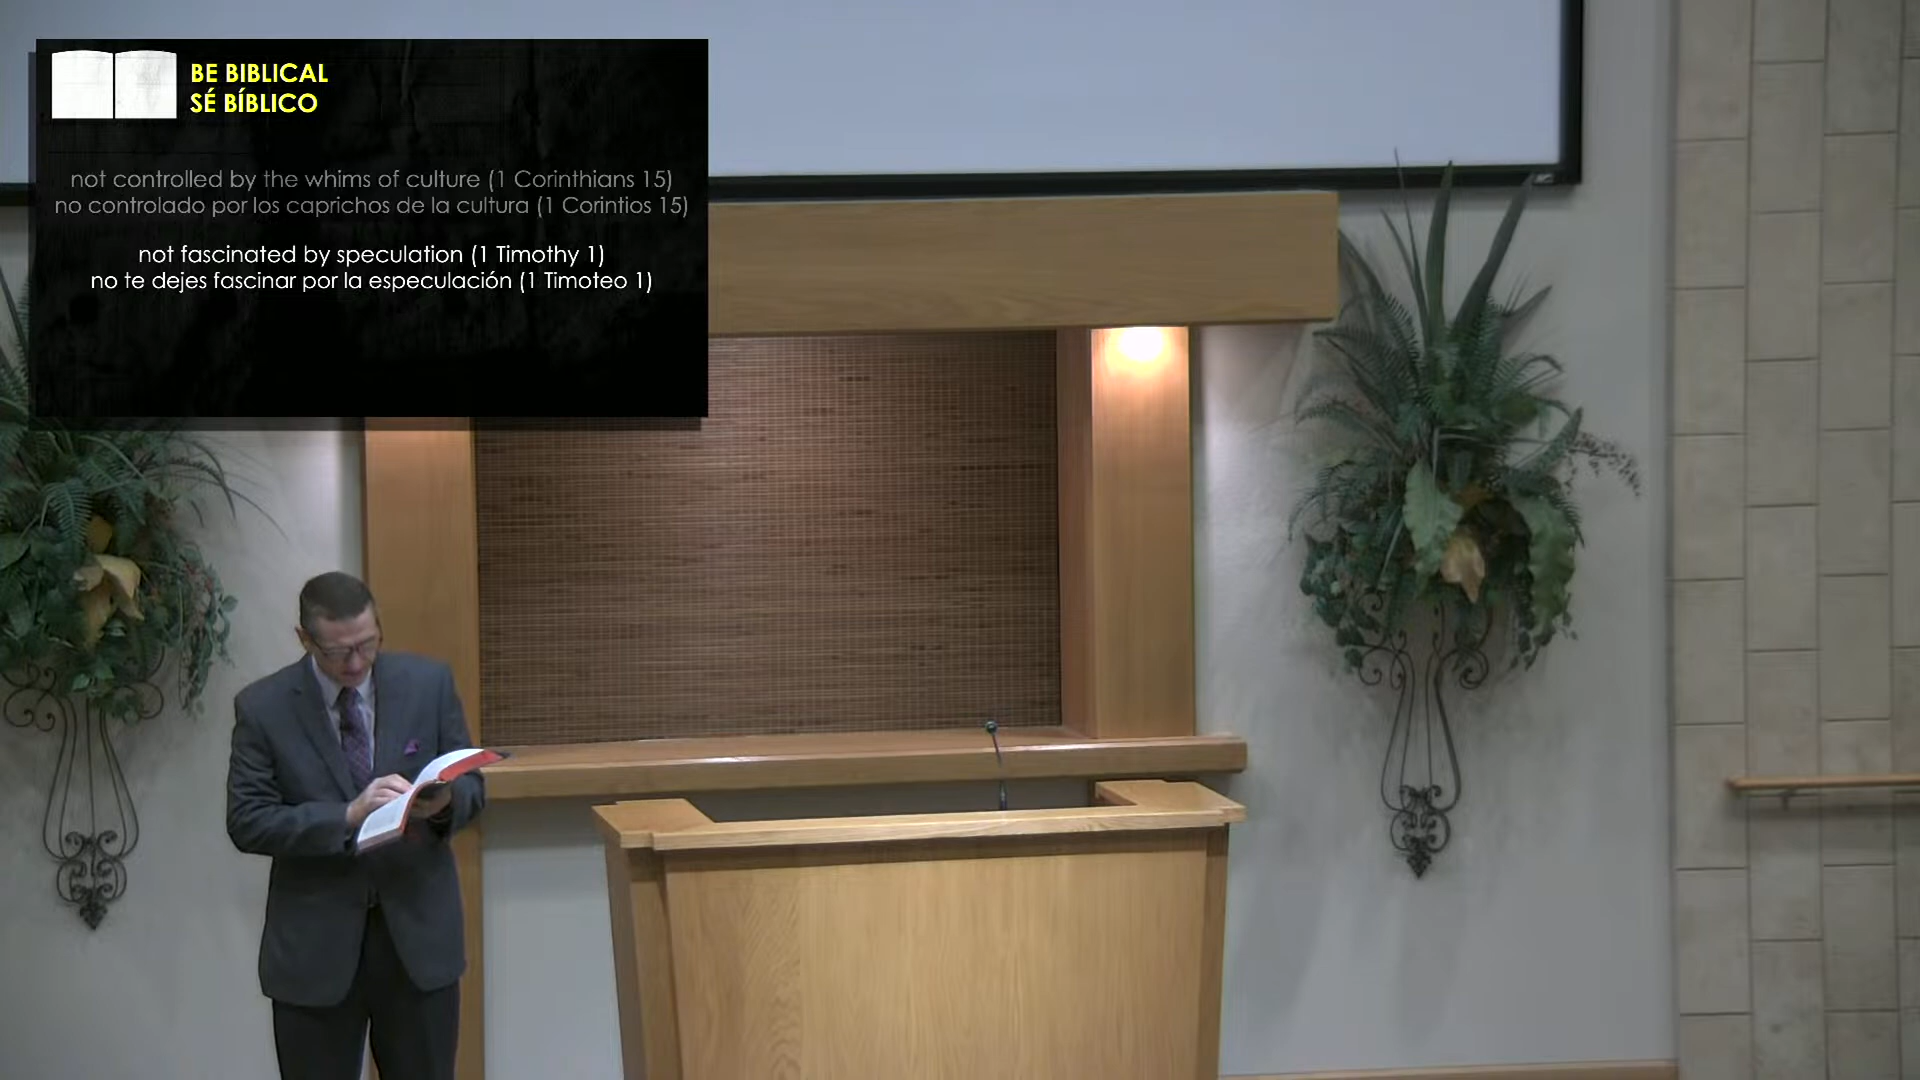 BE BIBLICAL
SÉ BÍBLICO
not controlled by the whims of culture (1 Corinthians 15)
no controlado por los caprichos de la cultura (1 Corintios 15)
not fascinated by speculation (1 Timothy 1)
no te dejes fascinar por la especulación (1 Timoteo 1)